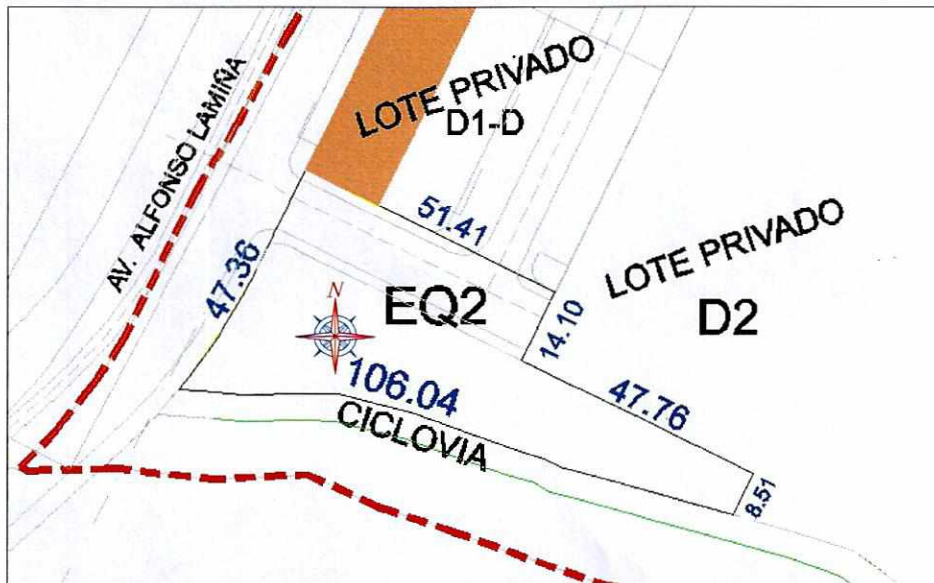 LOTE PRIVADO
D1-D
AV. ALFONSO LAMIÑA
51.41
47.36
LOTE PRIVADO
D2
N
EQ2
14.10
106.04
CICLOVIA
47.76
8.51